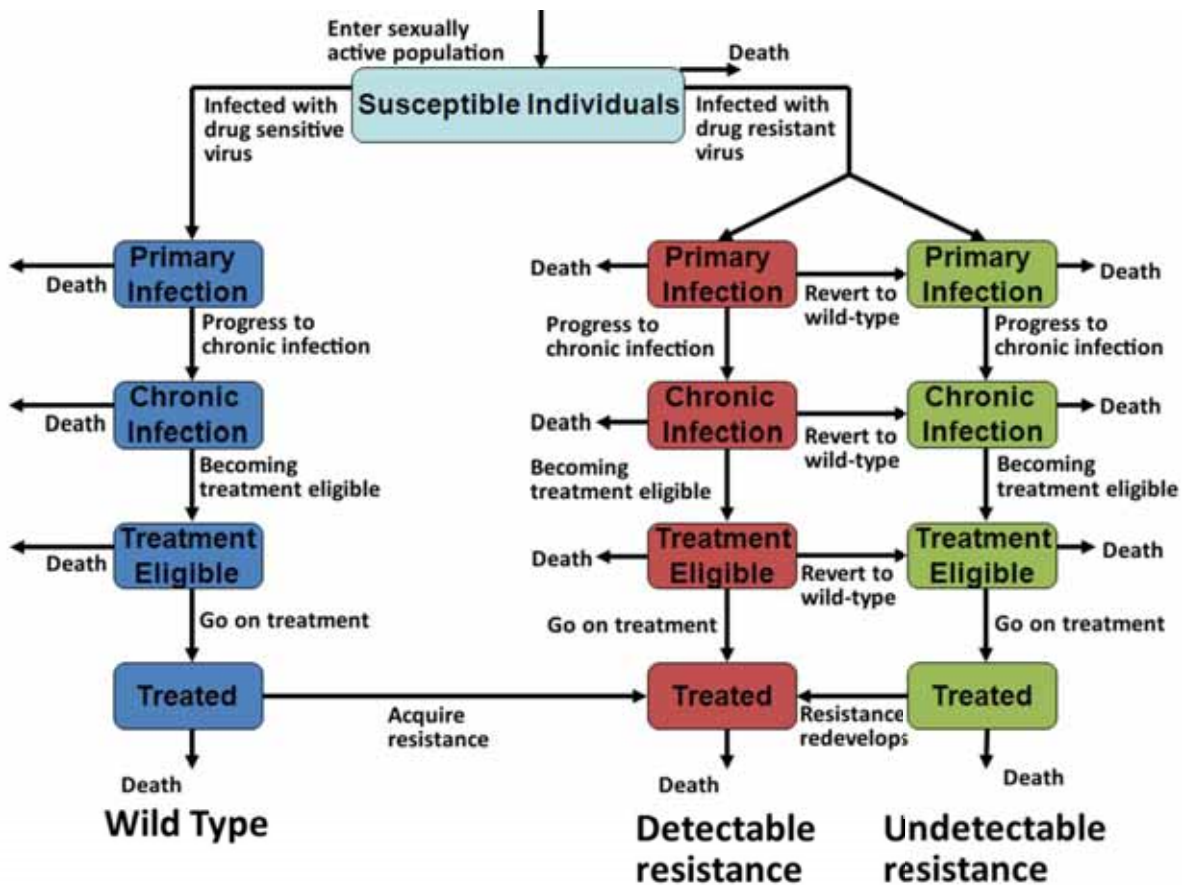 Enter sexually
active population
Death
Susceptible Individuals
Infected with
drug sensitive
virus
Infected with
drug resistant
virus
Primary
Infection
Death
Primary
Infection
Death
Revert to
wild-type
Primary
Infection
Death
Progress to
chronic infection
Progress to
chronic infection
Progress to
chronic infection
Chronic
Infection
Death
Chronic
Infection
Death
Revert to
wild-type
Chronic
Infection
Death
Becoming
treatment eligible
Becoming
treatment eligible
Becoming
treatment eligible
Treatment
Eligible
Death
Treatment
Eligible
Death
Revert to
wild-type
Treatment
Eligible
Death
Go on treatment
Go on treatment
Go on treatment
Treated
Acquire
resistance
Treated
Resistance
redevelops
Treated
Death
Death
Death
Wild Type
Detectable
resistance
Undetectable
resistance